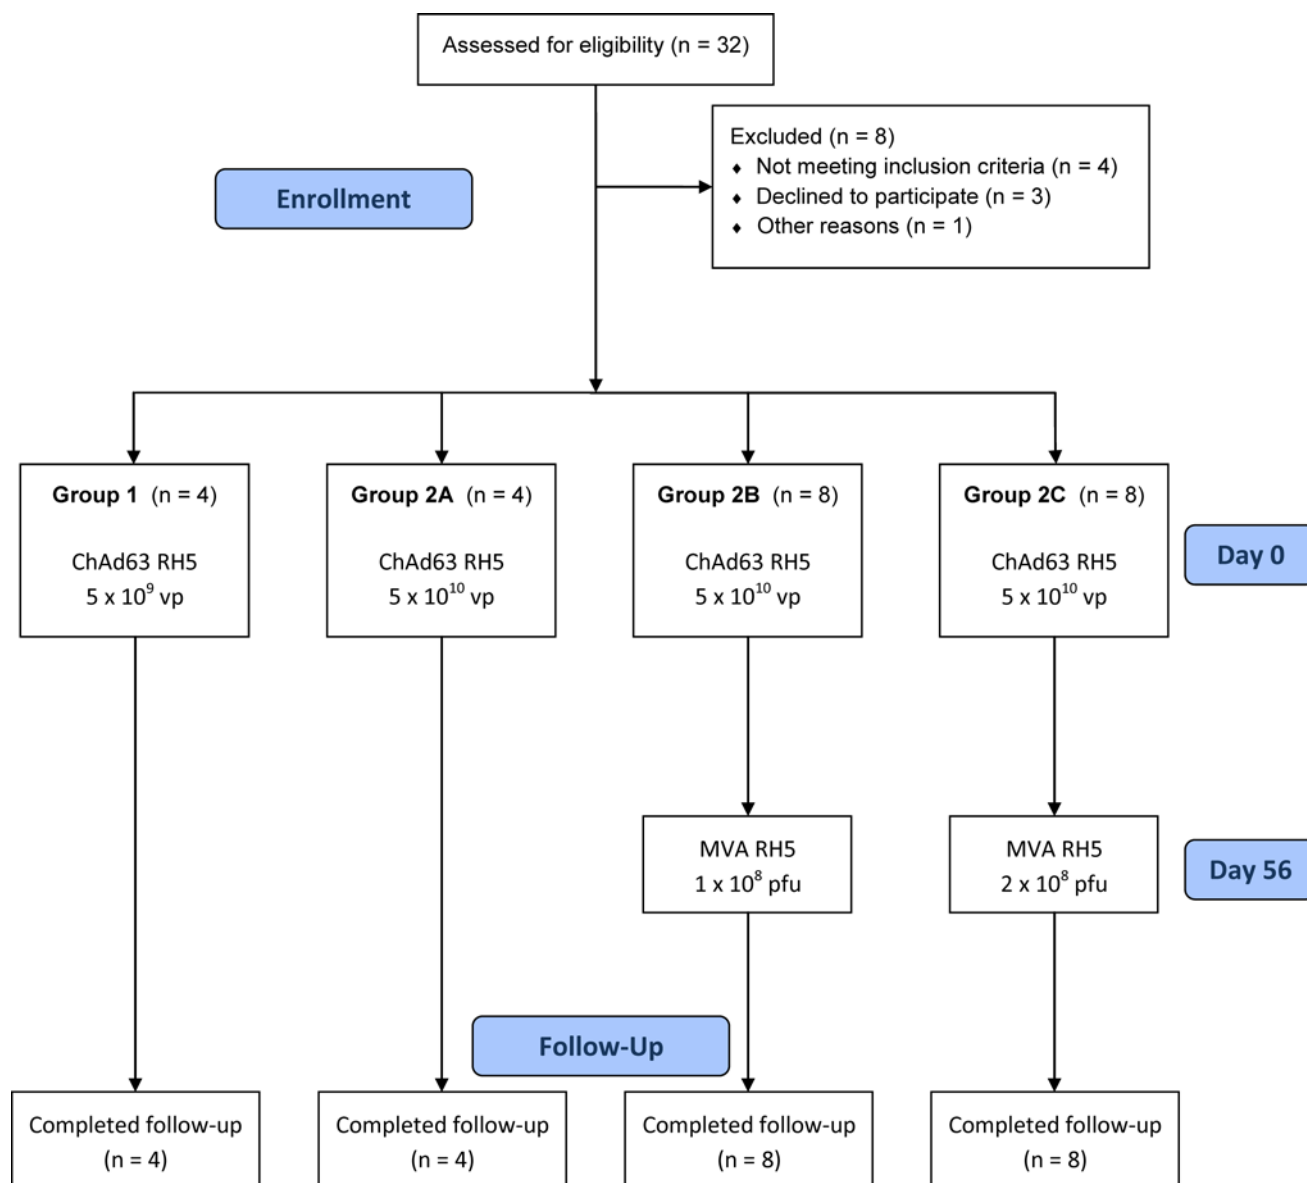 Assessed for eligibility (n = 32)
Excluded (n = 8)
⬧ Not meeting inclusion criteria (n = 4)
⬧ Declined to participate (n = 3)
⬧ Other reasons (n = 1)
Enrollment
Group 1 (n = 4)
ChAd63 RH5
5 x 10⁹ vp
Group 2A (n = 4)
ChAd63 RH5
5 x 10¹⁰ vp
Group 2B (n = 8)
ChAd63 RH5
5 x 10¹⁰ vp
Group 2C (n = 8)
ChAd63 RH5
5 x 10¹⁰ vp
Day 0
MVA RH5
1 x 10⁸ pfu
MVA RH5
2 x 10⁸ pfu
Day 56
Follow-Up
Completed follow-up
(n = 4)
Completed follow-up
(n = 4)
Completed follow-up
(n = 8)
Completed follow-up
(n = 8)